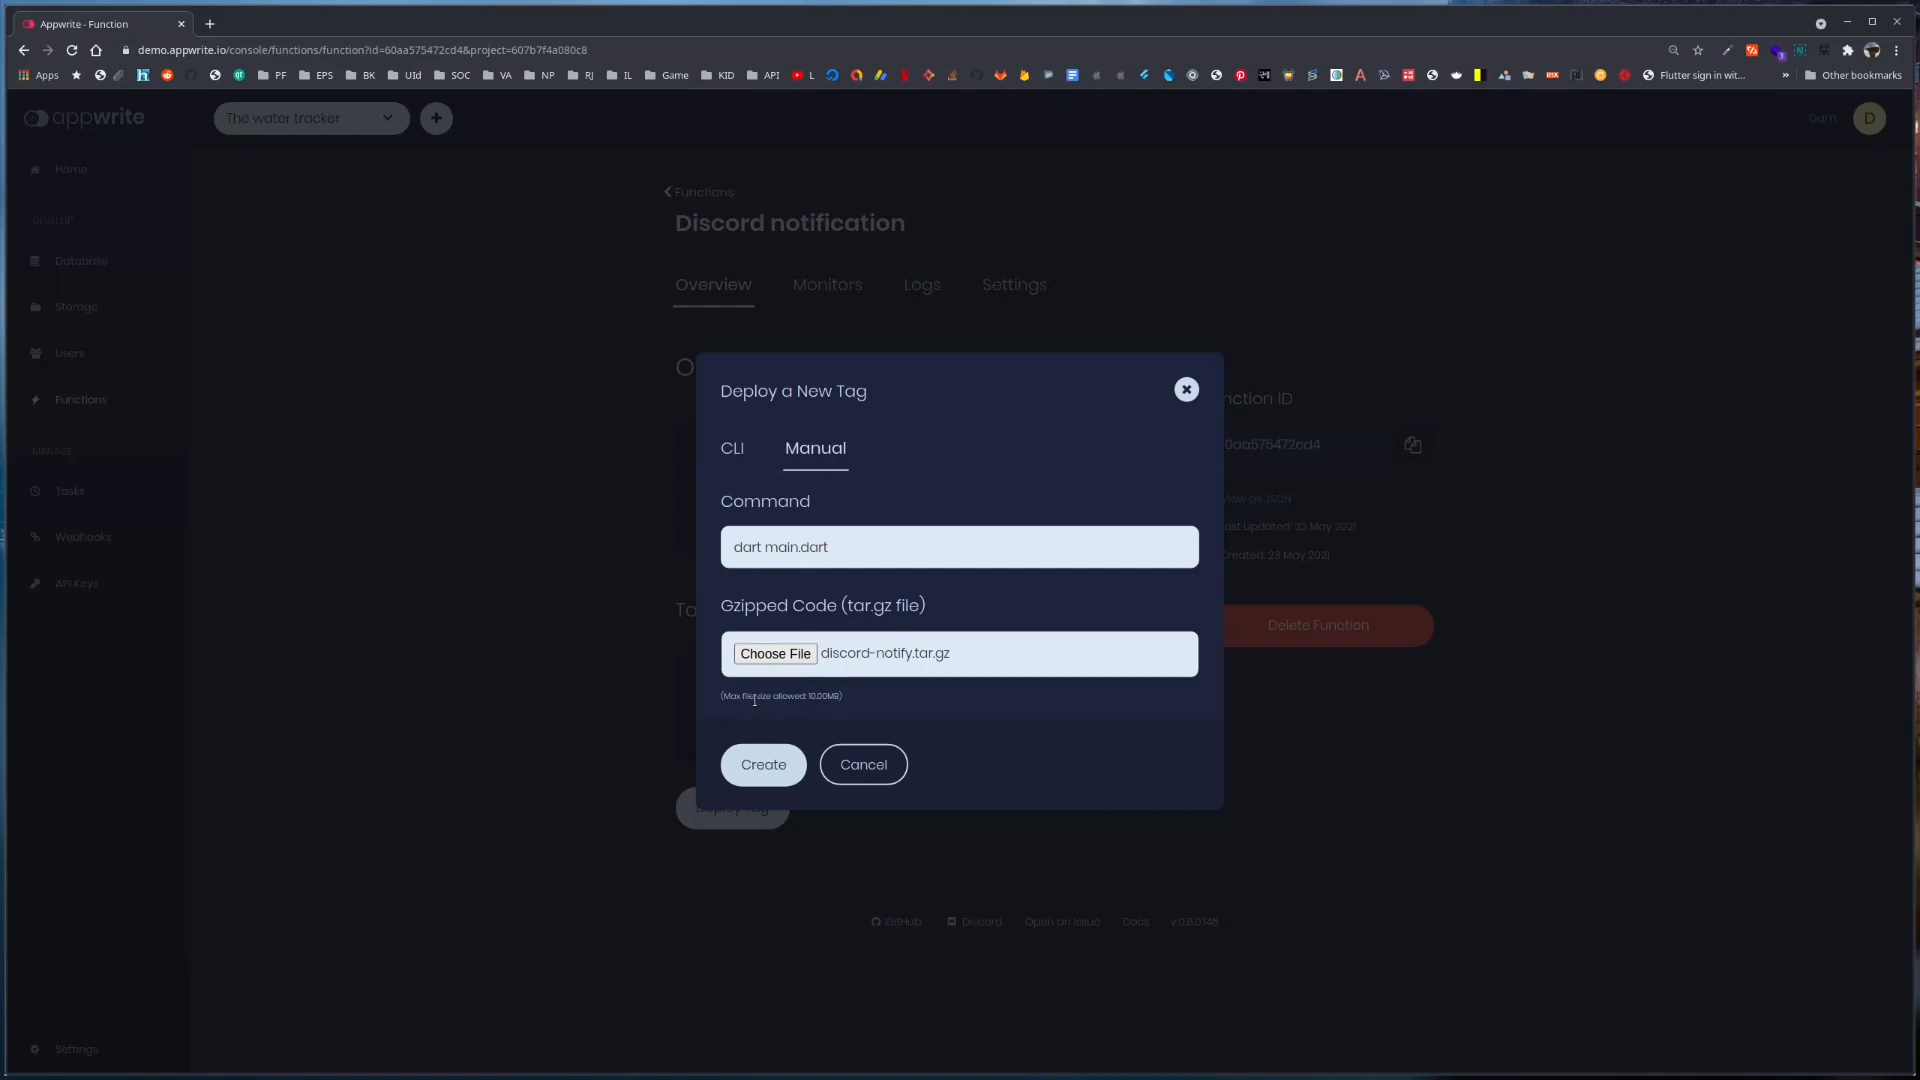 Appwrite - Function
demo.appwrite.io/console/functions/function?id=60aa575472cd4&project=607b7f4a080c8
Apps
PF
EPS
BK
UId
SOC
VA
NP
RJ
IL
Game
KID
API
L
Flutter sign in wit...
»
Other bookmarks
appwrite
The water tracker
D
Home
DEVELOP
Database
Storage
Users
Functions
MANAGE
Tasks
Webhooks
API Keys
Settings
Functions
Discord notification
Overview
Monitors
Logs
Settings
Deploy a New Tag
CLI
Manual
Command
dart main.dart
Gzipped Code (tar.gz file)
Choose File discord-notify.tar.gz
(Max file size allowed: 10.00MB)
Create
Cancel
nction ID
0aa575472cd4
View as JSON
ast Updated: 23 May 2021
Created: 23 May 2021
Delete Function
GitHub
Discord
Open an Issue
Docs
v:0.8.0.146